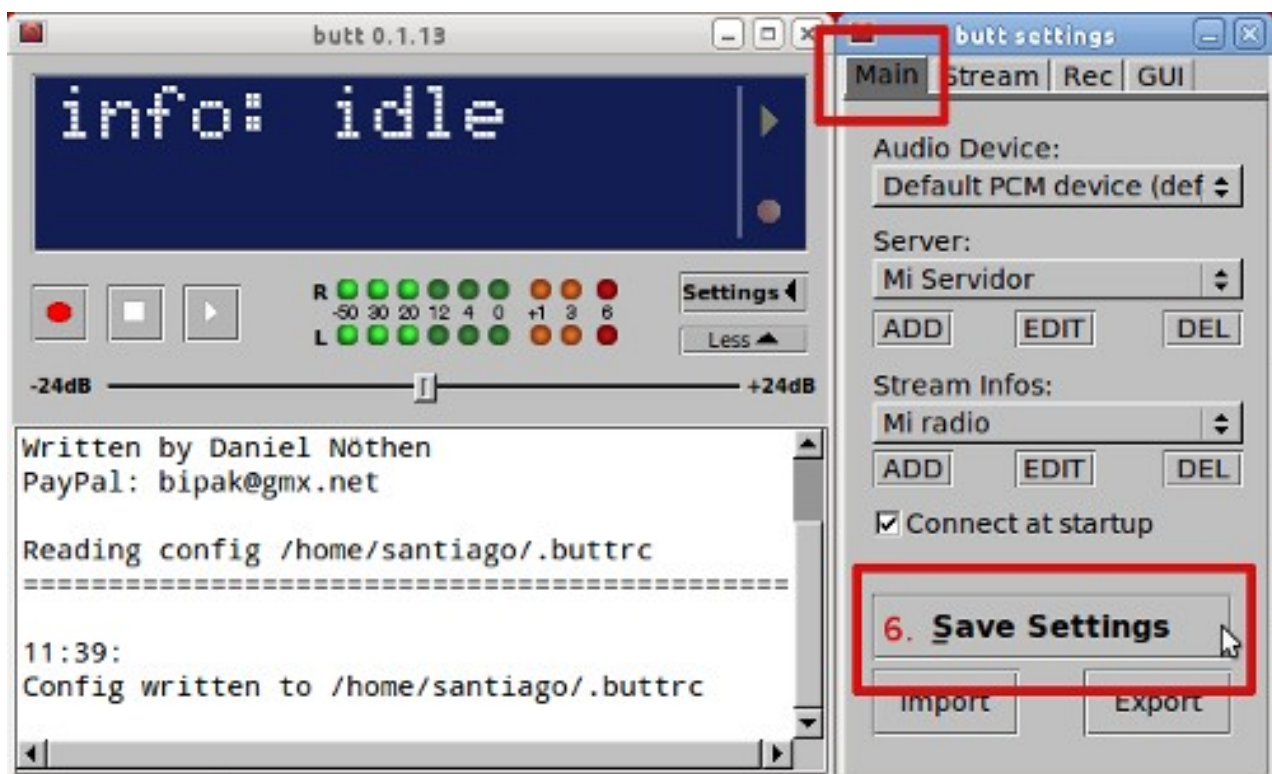 butt 0.1.13
info: idle
R
-50 30 20 12 4 0 +1 3 6
L
Settings
Less
-24dB
+24dB
Written by Daniel Nöthen
PayPal: bipak@gmx.net
Reading config /home/santiago/.buttrc
=============================================
11:39:
Config written to /home/santiago/.buttrc
butt settings
Main Stream Rec GUI
Audio Device:
Default PCM device (def
Server:
Mi Servidor
ADD EDIT DEL
Stream Infos:
Mi radio
ADD EDIT DEL
Connect at startup
6. Save Settings
Import Export